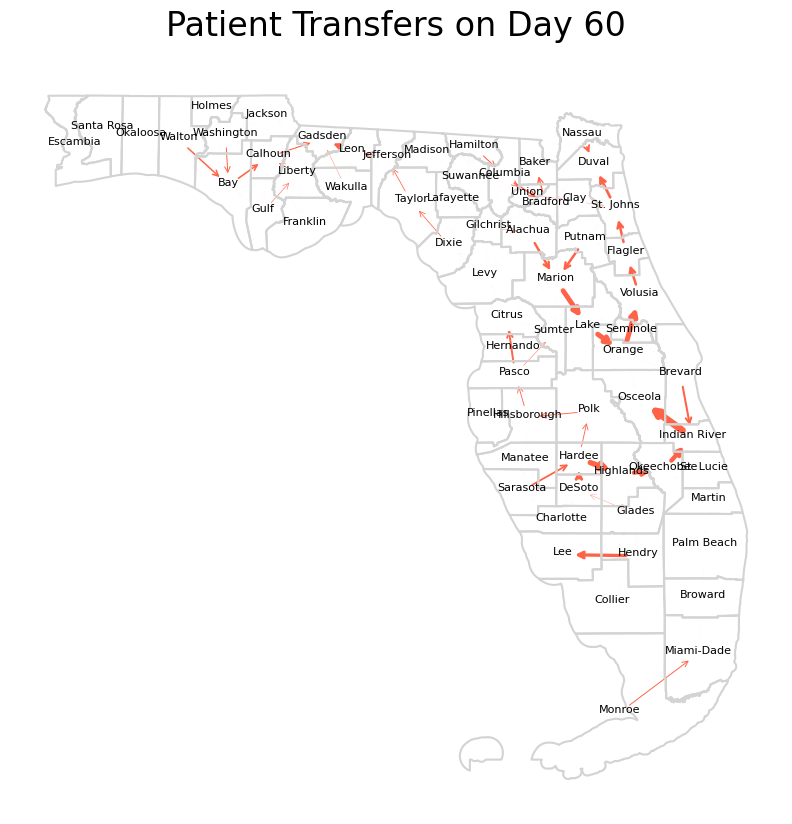 Patient Transfers on Day 60
Holmes
Jackson
Santa Rosa
Okaloosa
Walton
Washington
Escambia
Nassau
Gadsden
Hamilton
Leon
Madison
Calhoun
Jefferson
Baker
Duval
Liberty
Columbia
Suwannee
Bay
Wakulla
Union
Taylor
Lafayette
Bradford
Clay
St. Johns
Gulf
Franklin
Gilchrist
Alachua
Putnam
Dixie
Flagler
Levy
Marion
Volusia
Citrus
Sumter
Lake
Seminole
Hernando
Orange
Pasco
Brevard
Osceola
Pinellas
Hillsborough
Polk
Indian River
Manatee
Hardee
Highlands
Okeechobee
St. Lucie
Sarasota
DeSoto
Martin
Glades
Charlotte
Lee
Hendry
Palm Beach
Collier
Broward
Miami-Dade
Monroe